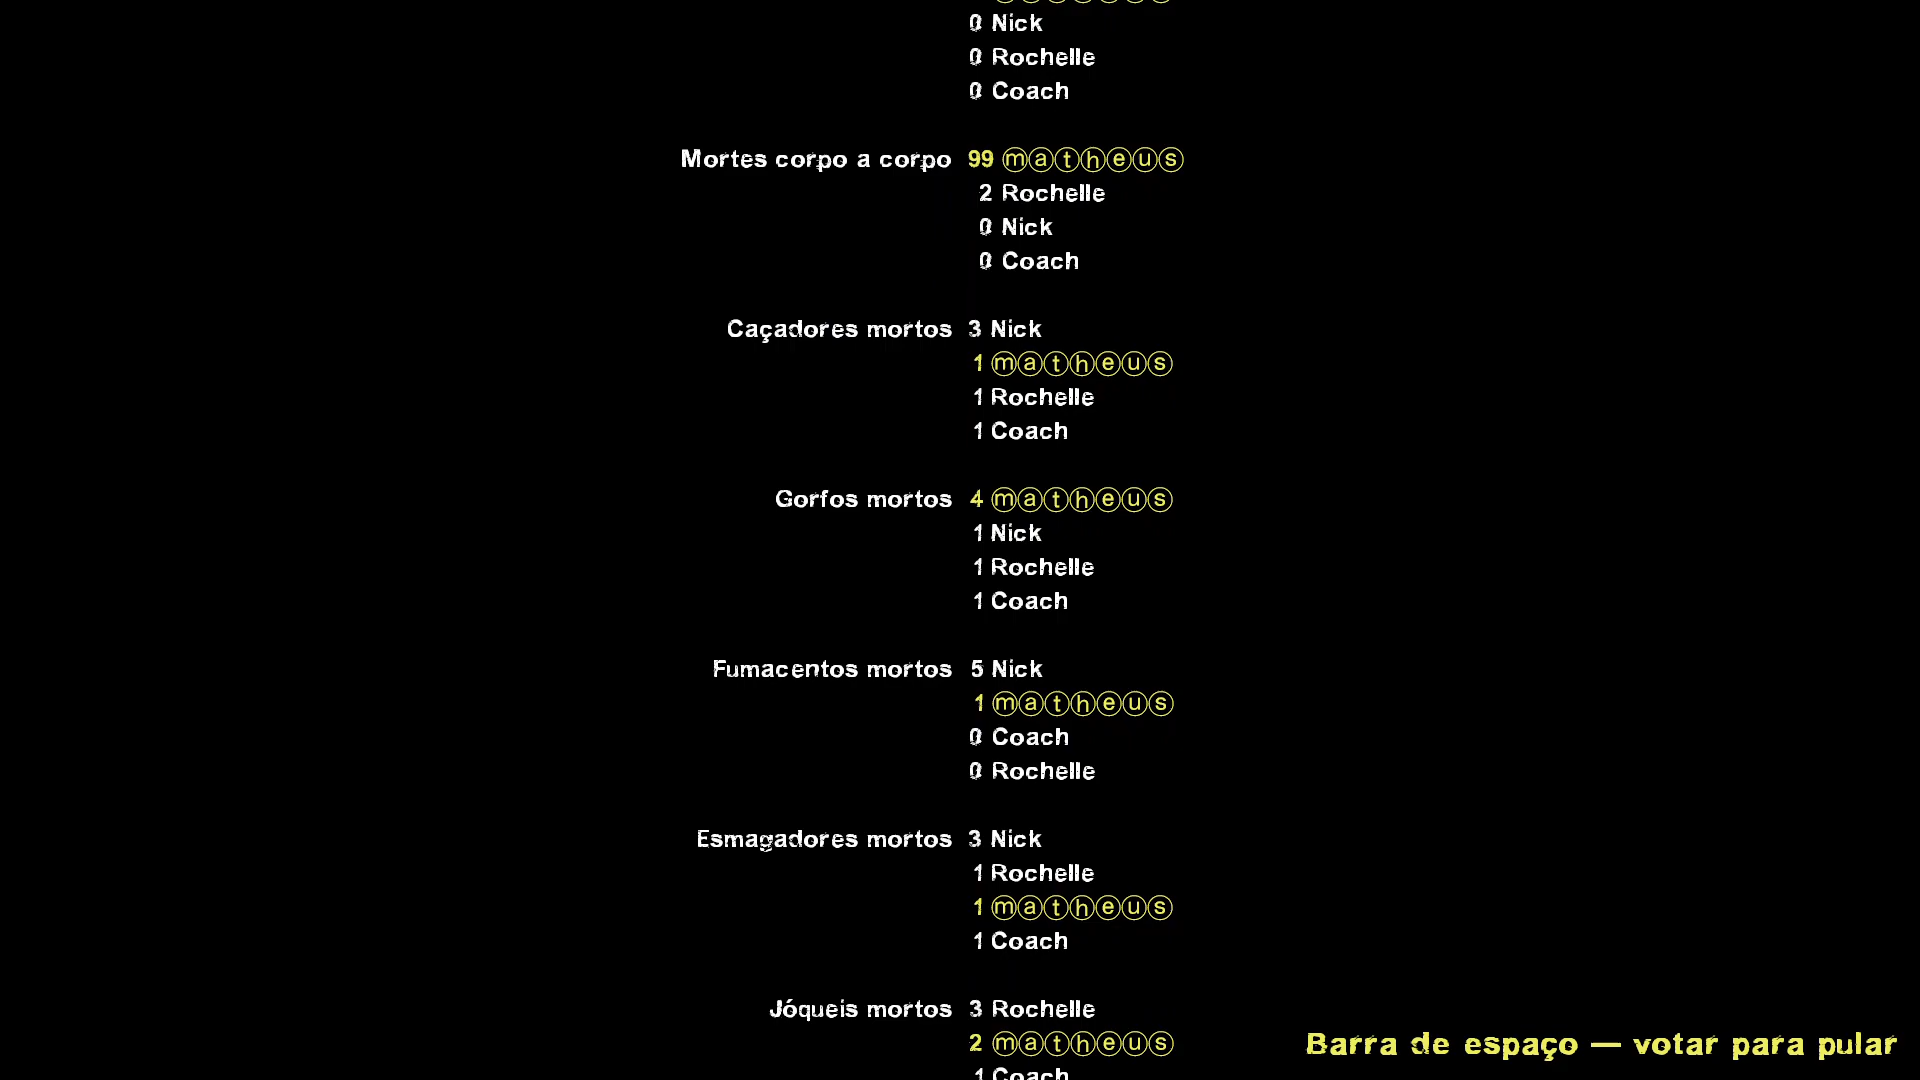 0 Nick
0 Rochelle
0 Coach
Mortes corpo a corpo 99 ⓜⓐⓣⓗⓔⓤⓢ
2 Rochelle
0 Nick
0 Coach
Caçadores mortos 3 Nick
1 ⓜⓐⓣⓗⓔⓤⓢ
1 Rochelle
1 Coach
Gorfos mortos 4 ⓜⓐⓣⓗⓔⓤⓢ
1 Nick
1 Rochelle
1 Coach
Fumacentos mortos 5 Nick
1 ⓜⓐⓣⓗⓔⓤⓢ
0 Coach
0 Rochelle
Esmagadores mortos 3 Nick
1 Rochelle
1 ⓜⓐⓣⓗⓔⓤⓢ
1 Coach
Jóqueis mortos 3 Rochelle
2 ⓜⓐⓣⓗⓔⓤⓢ
1 Coach
Barra de espaço — votar para pular